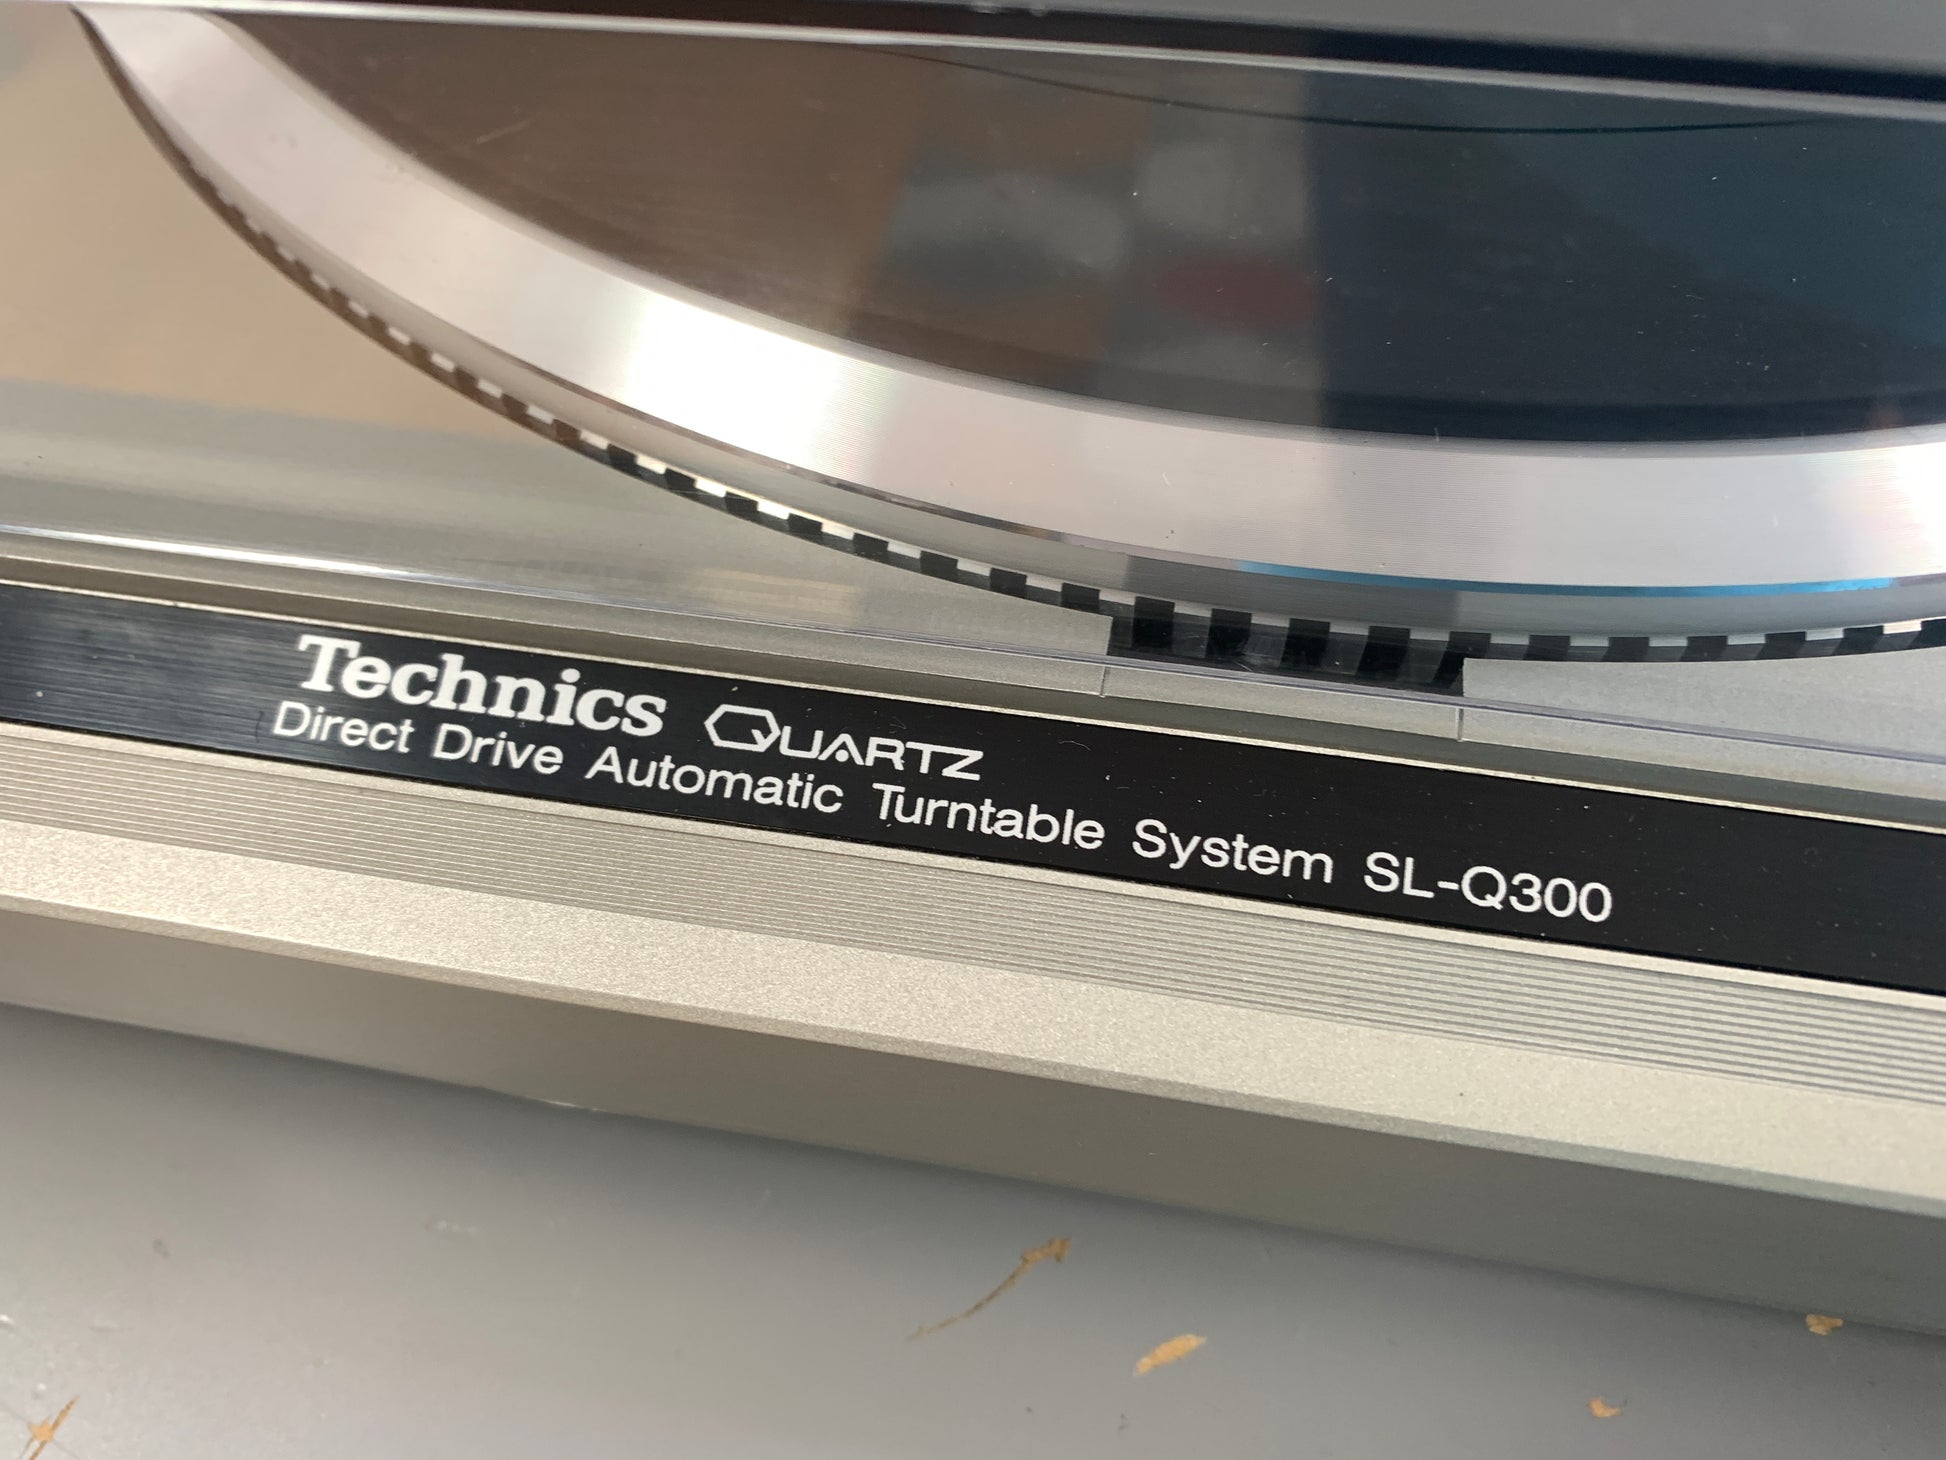 Technics QUARTZ
Direct Drive Automatic Turntable System SL-Q300